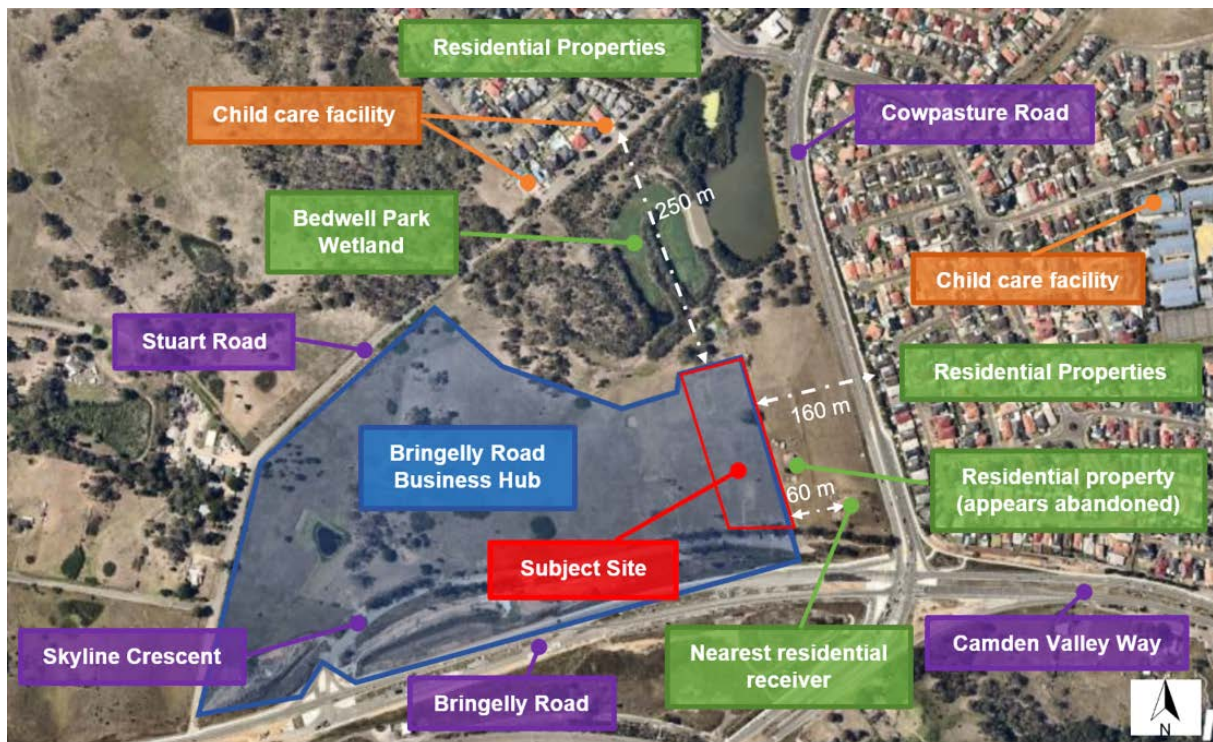 Residential Properties
Child care facility
Cowpasture Road
250 m
Bedwell Park
Wetland
Child care facility
Stuart Road
Residential Properties
160 m
Bringelly Road
Business Hub
Residential property
(appears abandoned)
60 m
Subject Site
Skyline Crescent
Nearest residential
receiver
Camden Valley Way
Bringelly Road
N